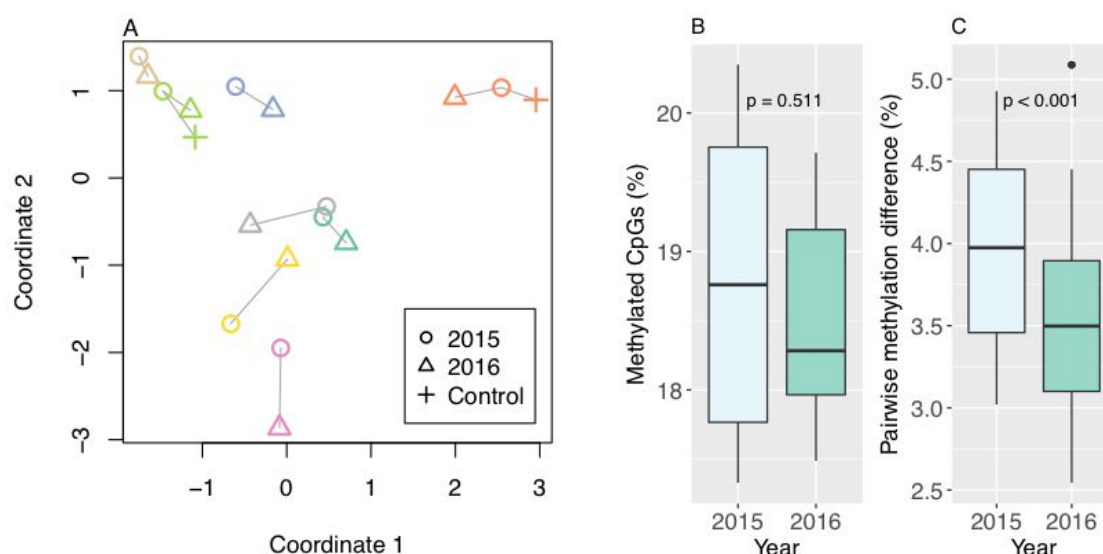 A
Coordinate 2
1
0
−1
−2
−3
−1
0
1
2
3
Coordinate 1
2015
2016
Control
B
Methylated CpGs (%)
20
19
18
p = 0.511
2015
2016
Year
C
Pairwise methylation difference (%)
5.0
4.5
4.0
3.5
3.0
2.5
p < 0.001
2015
2016
Year